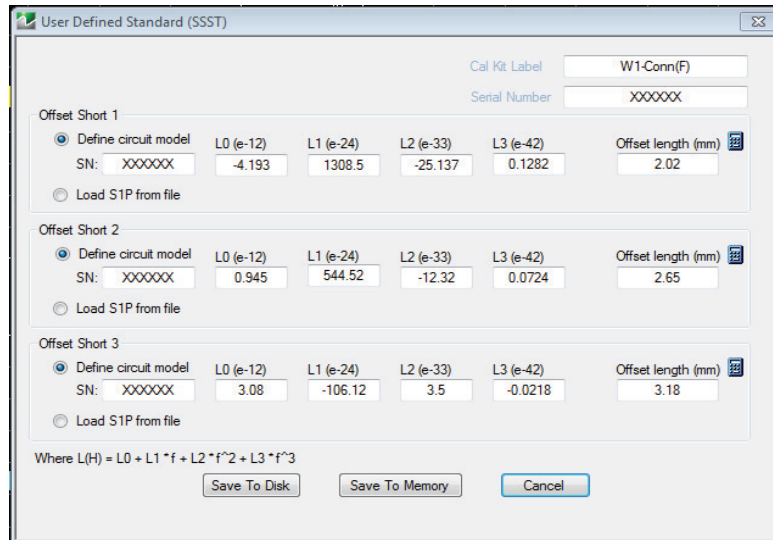 User Defined Standard (SSST)
Cal Kit Label W1-Conn(F)
Serial Number XXXXXX
Offset Short 1
Define circuit model L0 (e-12) L1 (e-24) L2 (e-33) L3 (e-42) Offset length (mm)
SN: XXXXXX -4.193 1308.5 -25.137 0.1282 2.02
Load S1P from file
Offset Short 2
Define circuit model L0 (e-12) L1 (e-24) L2 (e-33) L3 (e-42) Offset length (mm)
SN: XXXXXX 0.945 544.52 -12.32 0.0724 2.65
Load S1P from file
Offset Short 3
Define circuit model L0 (e-12) L1 (e-24) L2 (e-33) L3 (e-42) Offset length (mm)
SN: XXXXXX 3.08 -106.12 3.5 -0.0218 3.18
Load S1P from file
Where L(H) = L0 + L1 *f + L2 *f^2 + L3 *f^3
Save To Disk Save To Memory Cancel